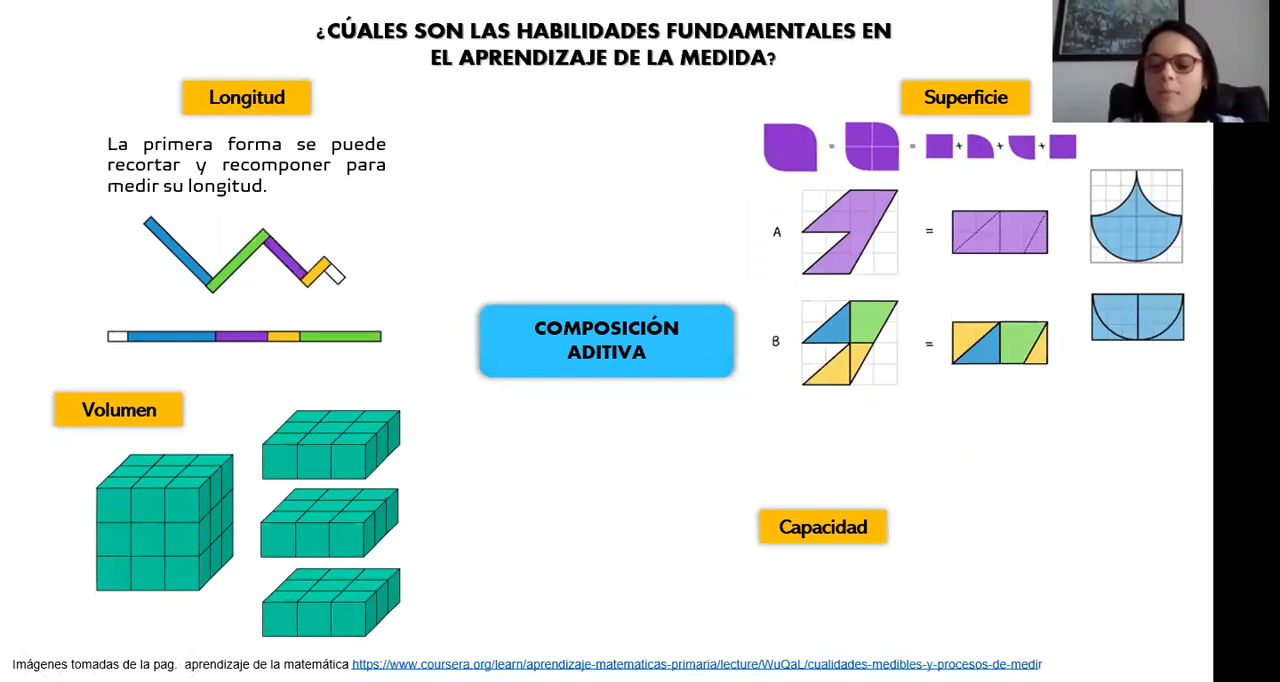 ¿CÚALES SON LAS HABILIDADES FUNDAMENTALES EN
EL APRENDIZAJE DE LA MEDIDA?
Longitud
La primera forma se puede
recortar y recomponer para
medir su longitud.
Superficie
= = + + +
A =
COMPOSICIÓN
ADITIVA
B =
Volumen
Capacidad
Imágenes tomadas de la pag. aprendizaje de la matemática https://www.coursera.org/learn/aprendizaje-matematicas-primaria/lecture/WuQaL/cualidades-medibles-y-procesos-de-medir